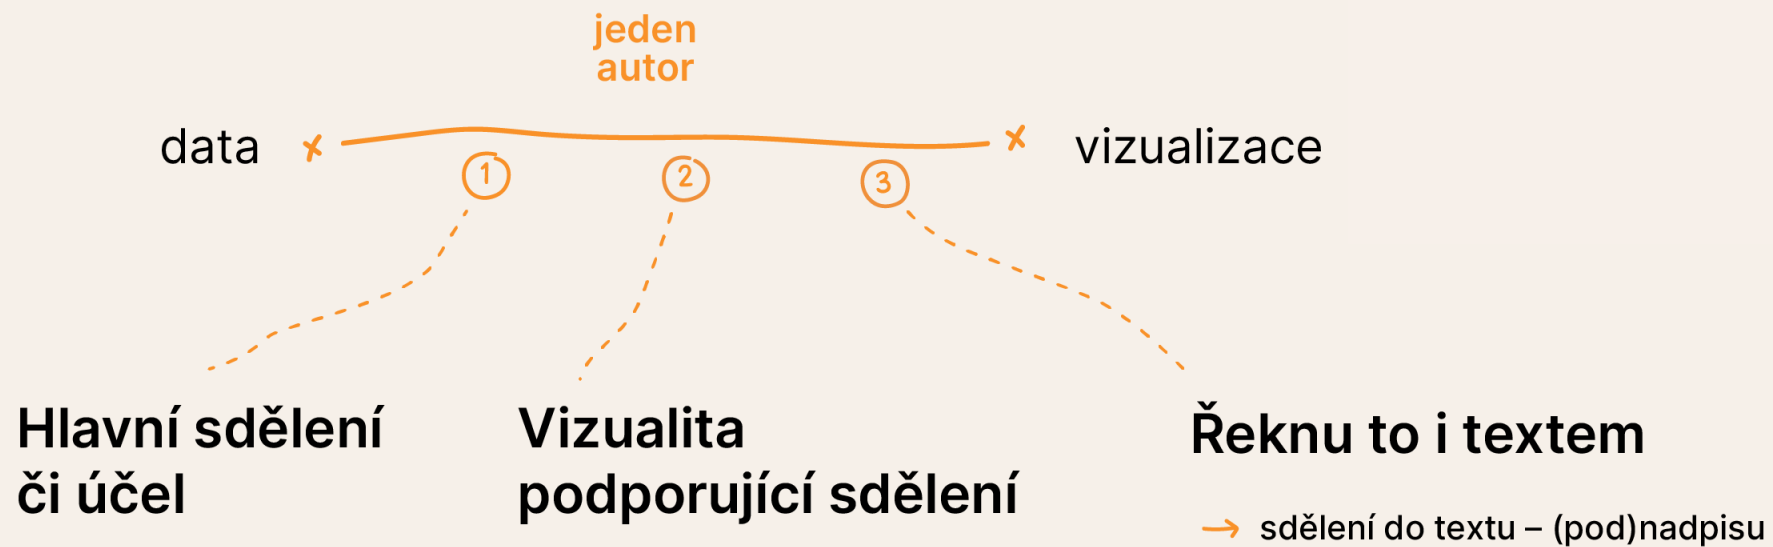 jeden
autor
data
vizualizace
1
2
3
Hlavní sdělení
či účel
Vizualita
podporující sdělení
Řeknu to i textem
→ sdělení do textu – (pod)nadpisu